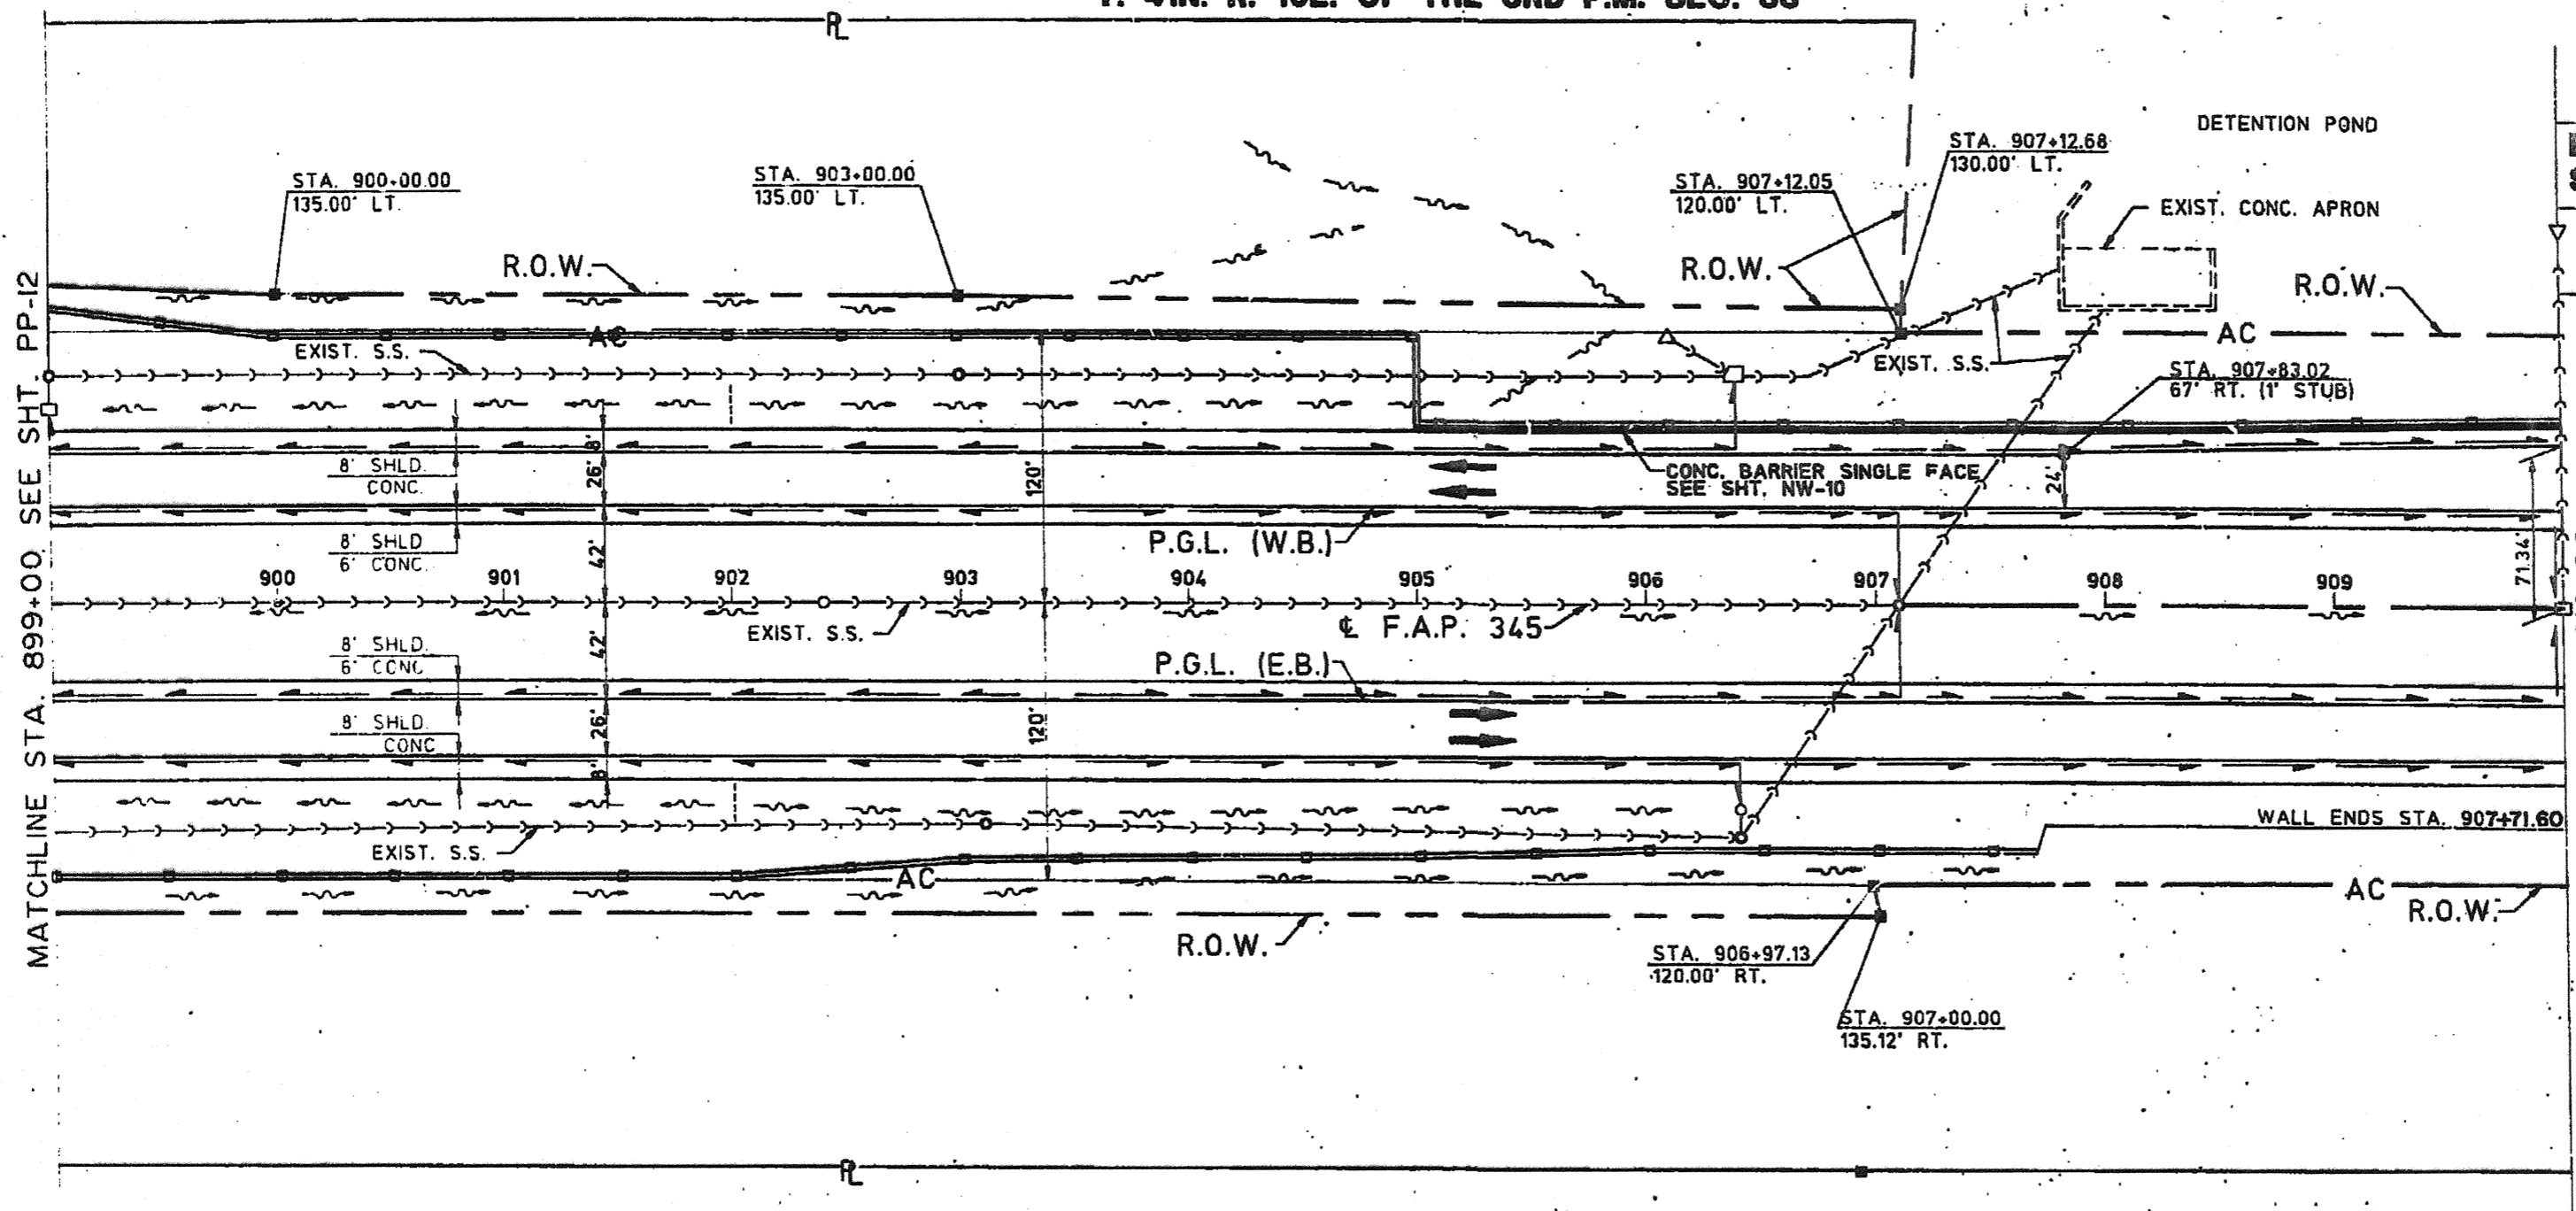 DETENTION POND
STA. 907+12.68
130.00' LT.
STA. 900+00.00
135.00' LT.
STA. 903+00.00
135.00' LT.
STA. 907+12.05
120.00' LT.
EXIST. CONC. APRON
R.O.W.
R.O.W.
R.O.W.
AC
AC
EXIST. S.S.
EXIST. S.S.
STA. 907+83.02
67' RT. (1' STUB)
8'
8' SHLD.
CONC.
26'
120'
CONC. BARRIER SINGLE FACE
SEE SHT. NW-10
24'
8' SHLD
6' CONC.
42'
P.G.L. (W.B.)
71.34'
900
901
902
903
904
905
906
907
908
909
EXIST. S.S.
℄ F.A.P. 345
8' SHLD.
6' CONC
42'
P.G.L. (E.B.)
8' SHLD.
CONC
26'
120'
8'
WALL ENDS STA. 907+71.60
EXIST. S.S.
AC
AC
R.O.W.
R.O.W.
STA. 906+97.13
120.00' RT.
STA. 907+00.00
135.12' RT.
MATCHLINE STA. 899+00 SEE SHT. PP-12
PL
PL